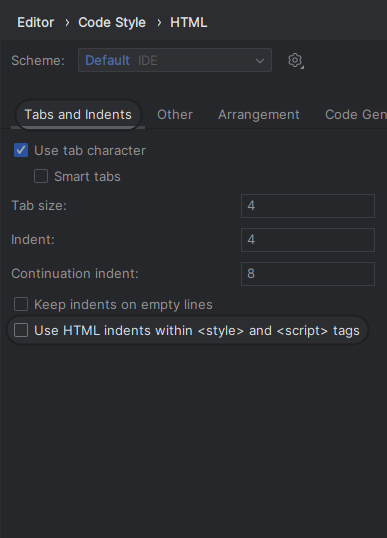 Editor › Code Style › HTML
Scheme: Default IDE
Tabs and Indents Other Arrangement Code Gen
Use tab character
Smart tabs
Tab size: 4
Indent: 4
Continuation indent: 8
Keep indents on empty lines
Use HTML indents within <style> and <script> tags